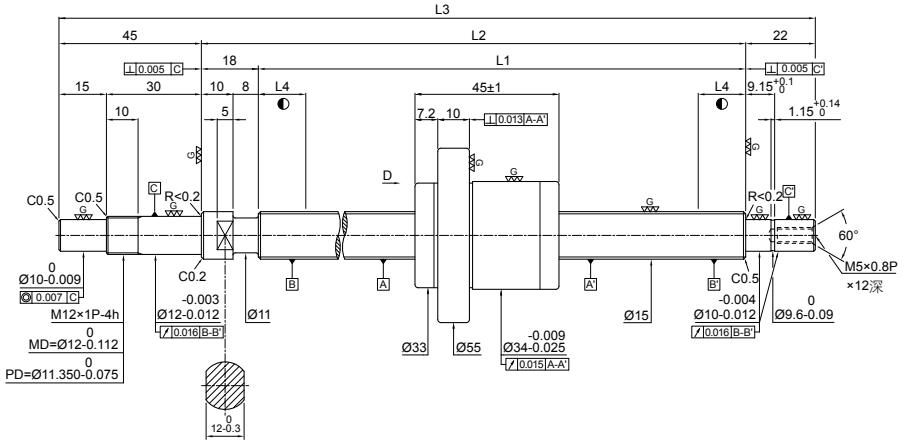 L3
45
L2
22
⊥ 0.005 C
18
L1
⊥ 0.005 C'
15
30
10
8
L4
45±1
L4
9.15 +0.1 0
10
5
7.2
10
⊥ 0.013 A-A'
1.15 +0.14 0
G
G
G
G
D
C
R<0.2
R<0.2
C'
C0.5
C0.5
G
G
G
G
G
60°
C0.2
B
A
A'
B'
C0.5
M5×0.8P
×12深
0
Ø10-0.009
◎ 0.007 C
M12×1P-4h
-0.003
Ø12-0.012
↗ 0.016 B-B'
Ø11
Ø15
-0.004
Ø10-0.012
↗ 0.016 B-B'
0
Ø9.6-0.09
0
MD=Ø12-0.112
Ø33
Ø55
-0.009
Ø34-0.025
↗ 0.015 A-A'
0
PD=Ø11.350-0.075
0
12-0.3